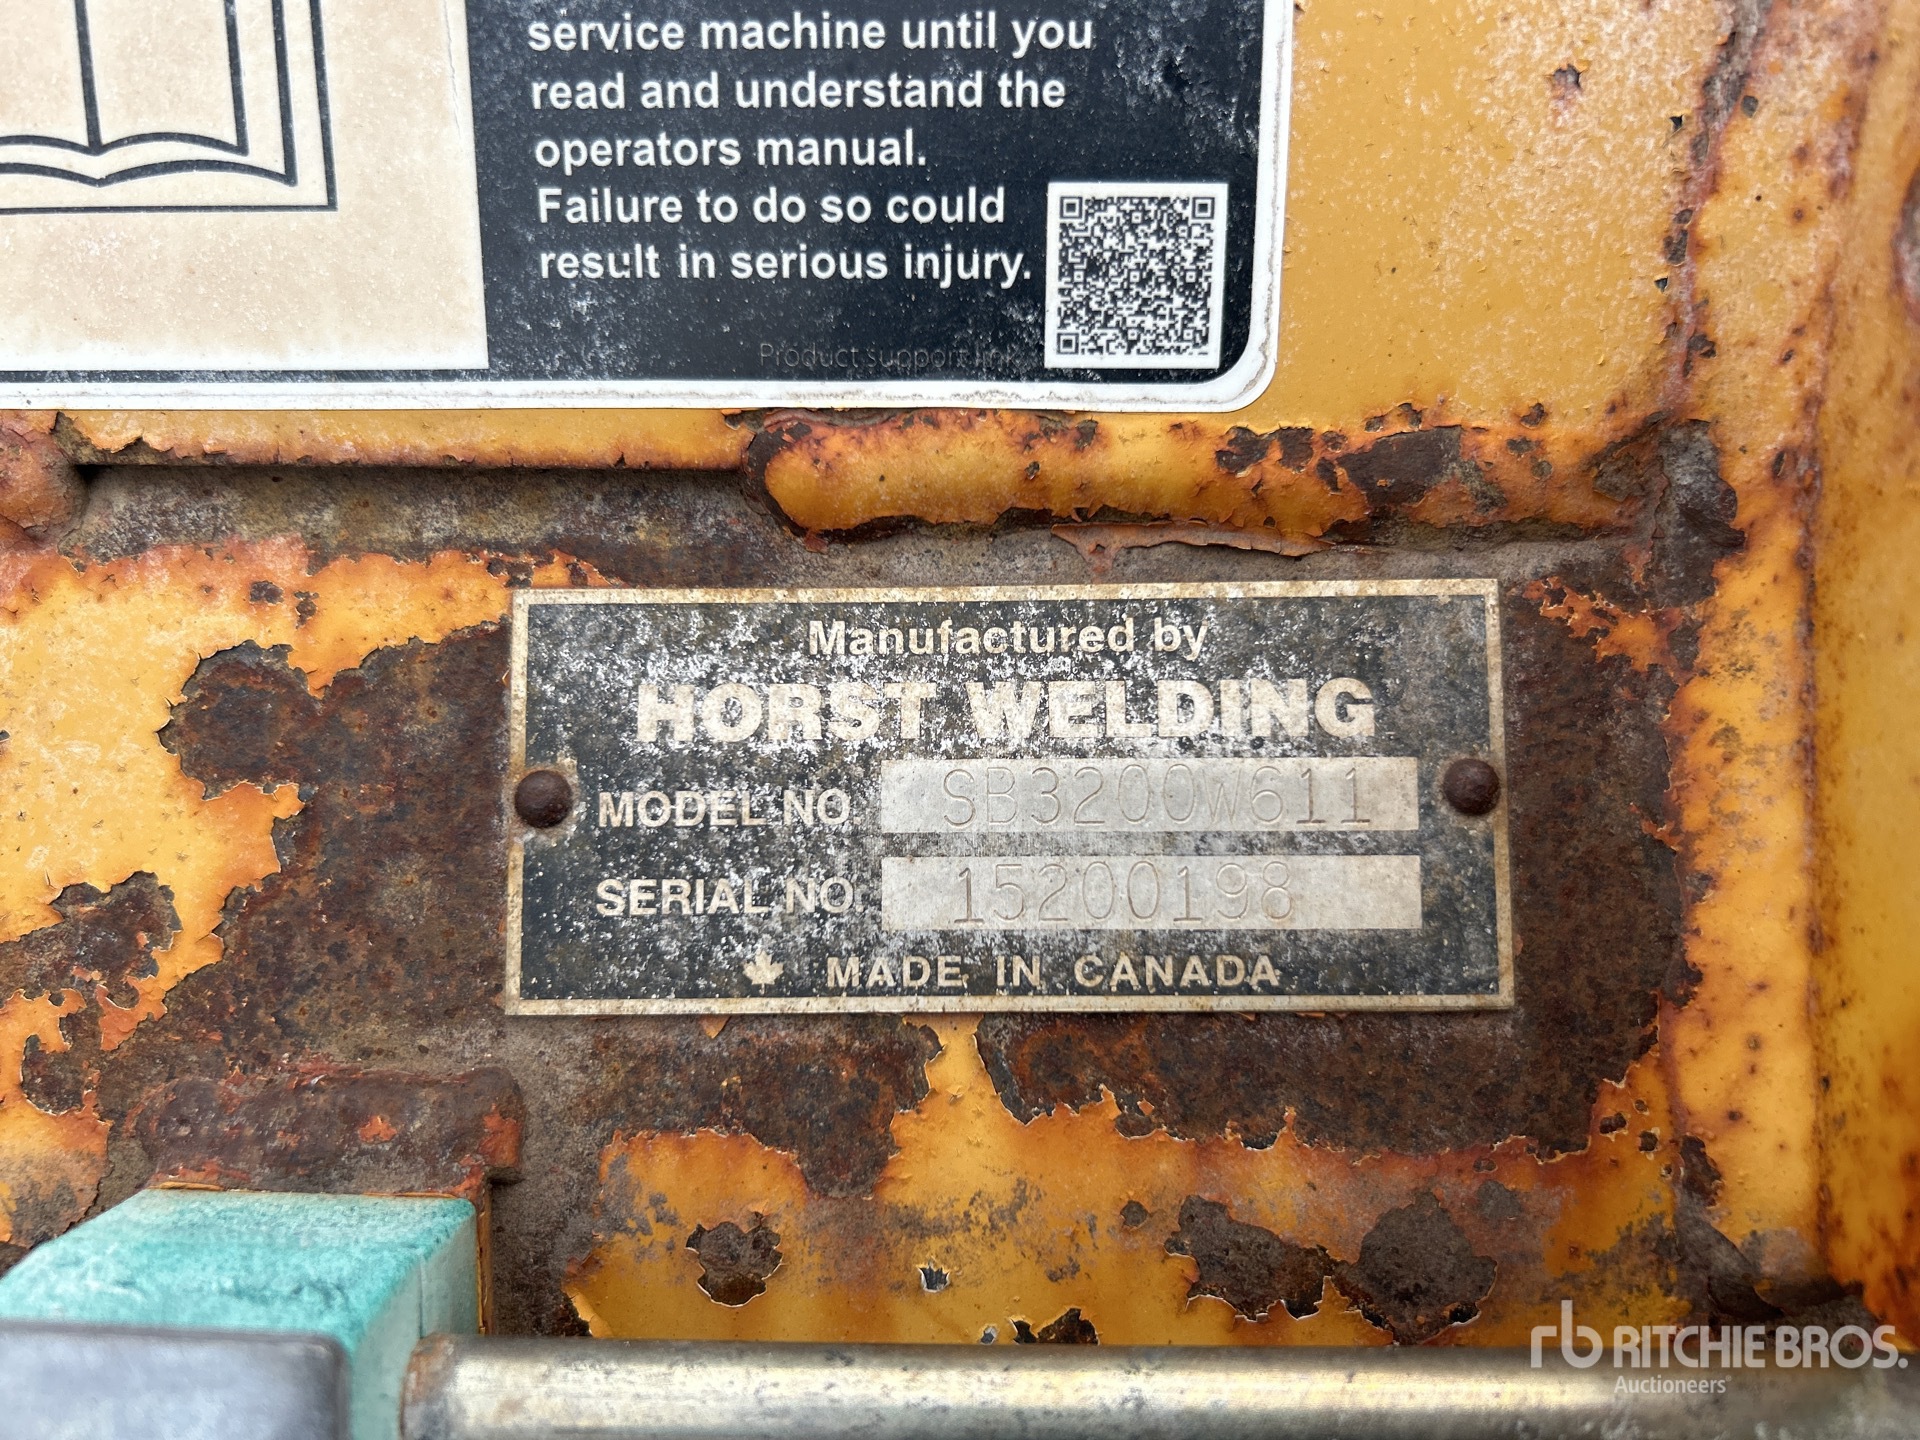 service machine until you
read and understand the
operators manual.
Failure to do so could
result in serious injury.
Product support link
Manufactured by
HORST WELDING
MODEL NO. SB3200W611
SERIAL NO. 15200198
MADE IN CANADA
rb RITCHIE BROS.
Auctioneers